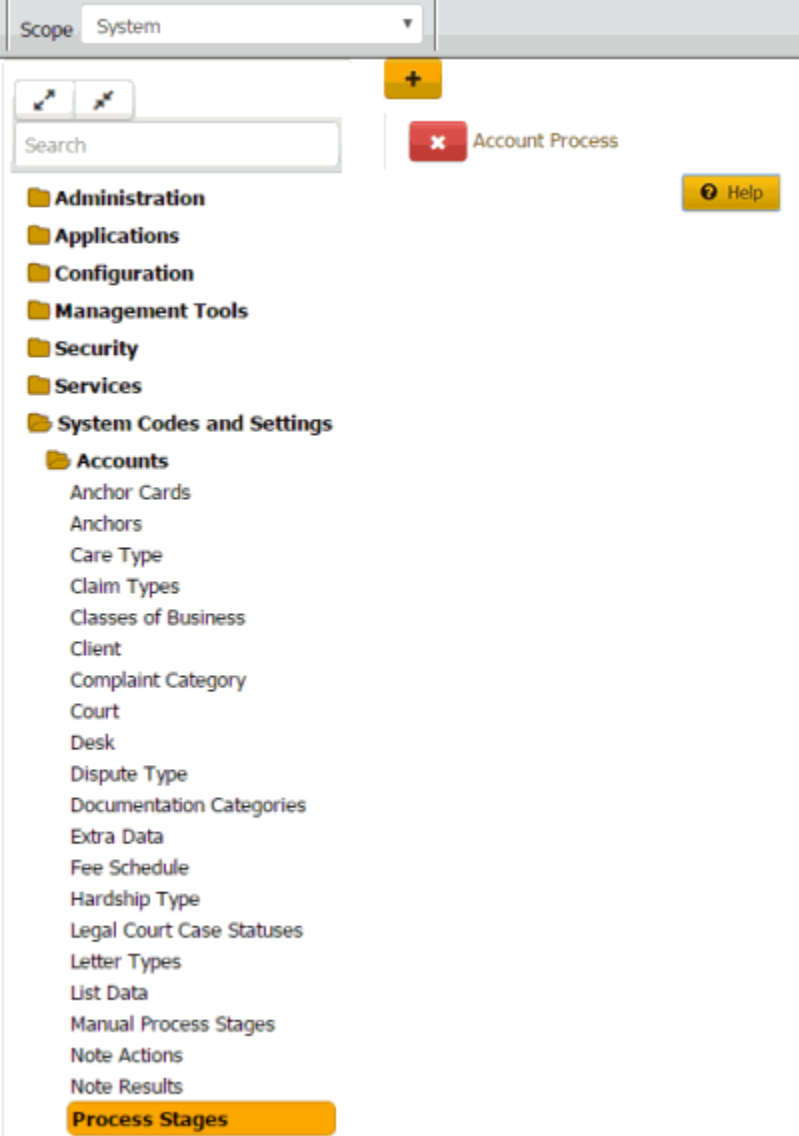 Scope System
Search
Account Process
Help
Administration
Applications
Configuration
Management Tools
Security
Services
System Codes and Settings
Accounts
Anchor Cards
Anchors
Care Type
Claim Types
Classes of Business
Client
Complaint Category
Court
Desk
Dispute Type
Documentation Categories
Extra Data
Fee Schedule
Hardship Type
Legal Court Case Statuses
Letter Types
List Data
Manual Process Stages
Note Actions
Note Results
Process Stages